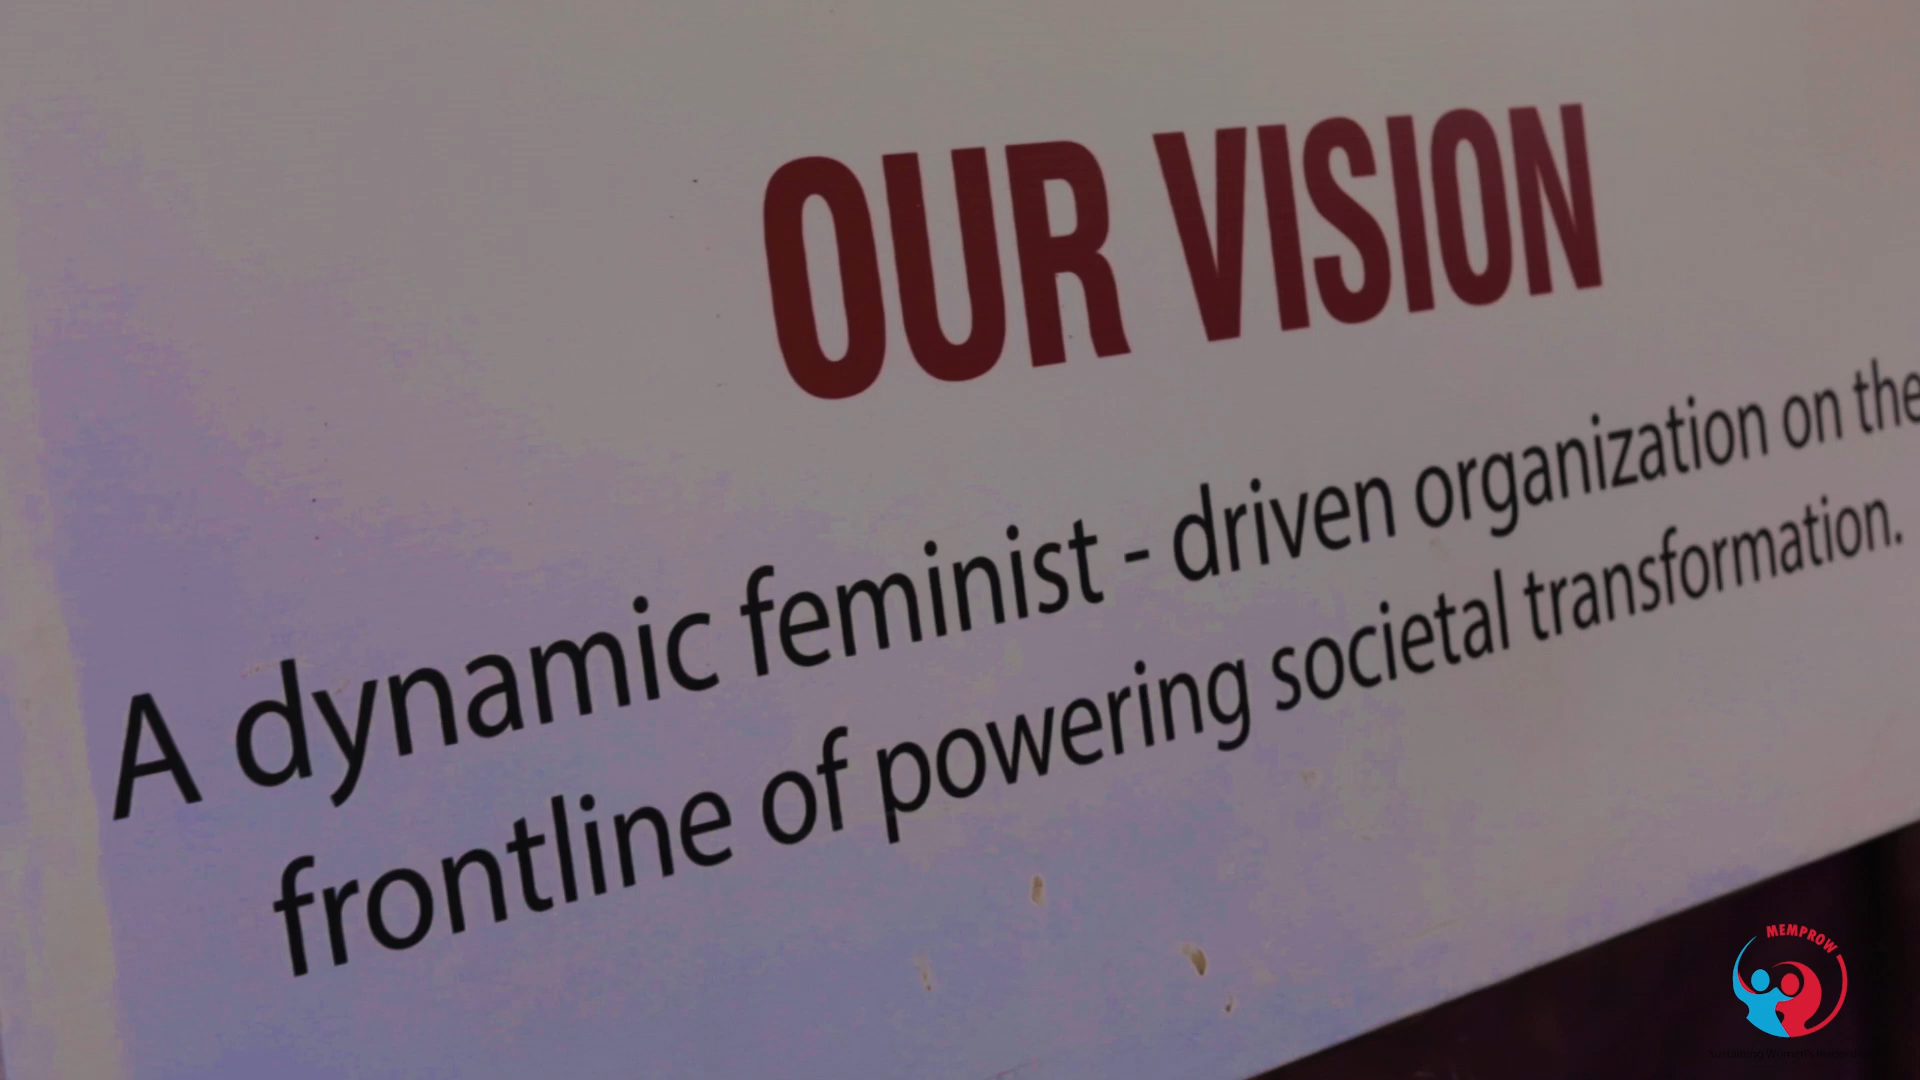 OUR VISION
A dynamic feminist - driven organization on the
frontline of powering societal transformation.
MEMPROW